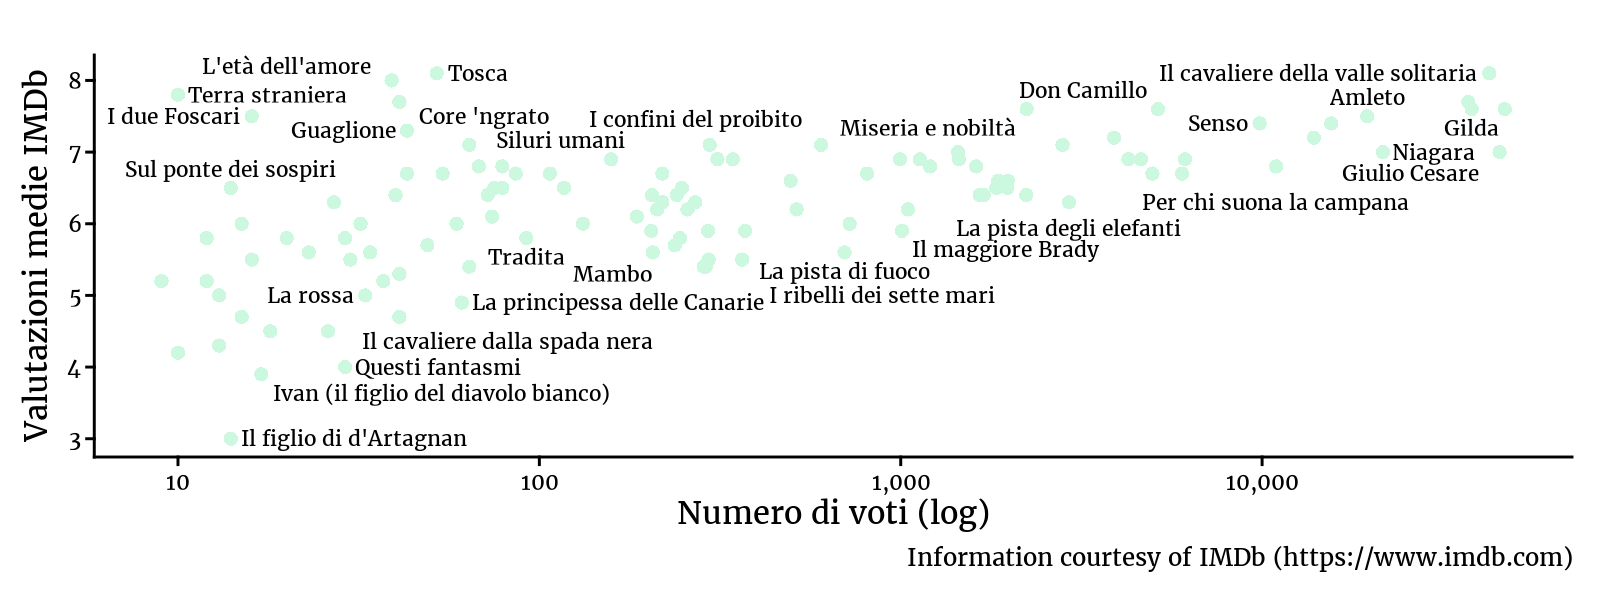 Valutazioni medie IMDb
8
7
6
5
4
3
L'età dell'amore
Tosca
Il cavaliere della valle solitaria
Don Camillo
Terra straniera
Amleto
I due Foscari
Core 'ngrato
I confini del proibito
Senso
Guaglione
Miseria e nobiltà
Gilda
Siluri umani
Niagara
Sul ponte dei sospiri
Giulio Cesare
Per chi suona la campana
La pista degli elefanti
Il maggiore Brady
Tradita
Mambo
La pista di fuoco
La rossa
La principessa delle Canarie
I ribelli dei sette mari
Il cavaliere dalla spada nera
Questi fantasmi
Ivan (il figlio del diavolo bianco)
Il figlio di d'Artagnan
10
100
1,000
10,000
Numero di voti (log)
Information courtesy of IMDb (https://www.imdb.com)